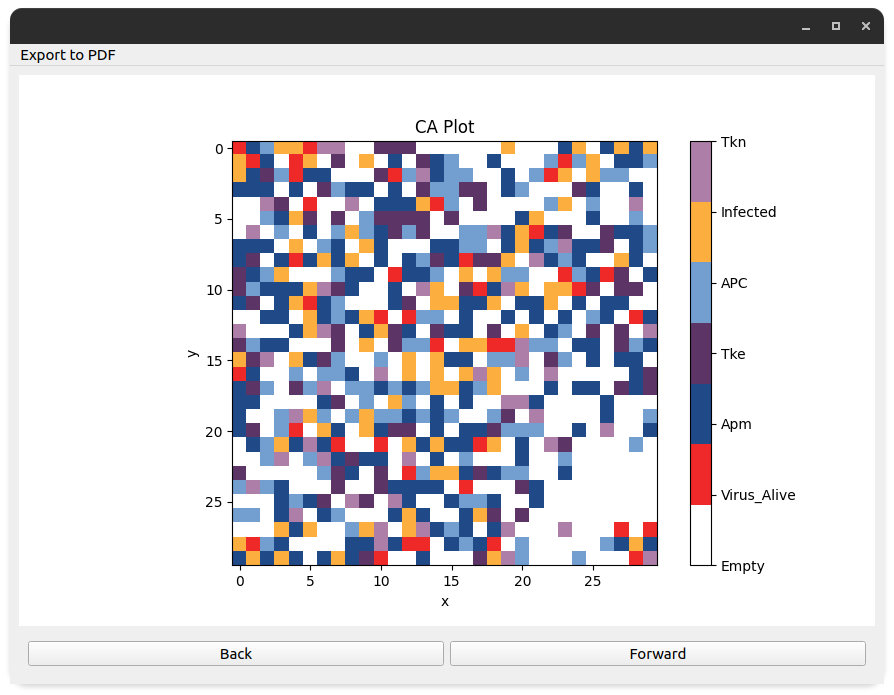 Export to PDF
CA Plot
0
5
10
15
20
25
y
0 5 10 15 20 25
x
Tkn
Infected
APC
Tke
Apm
Virus_Alive
Empty
Back Forward